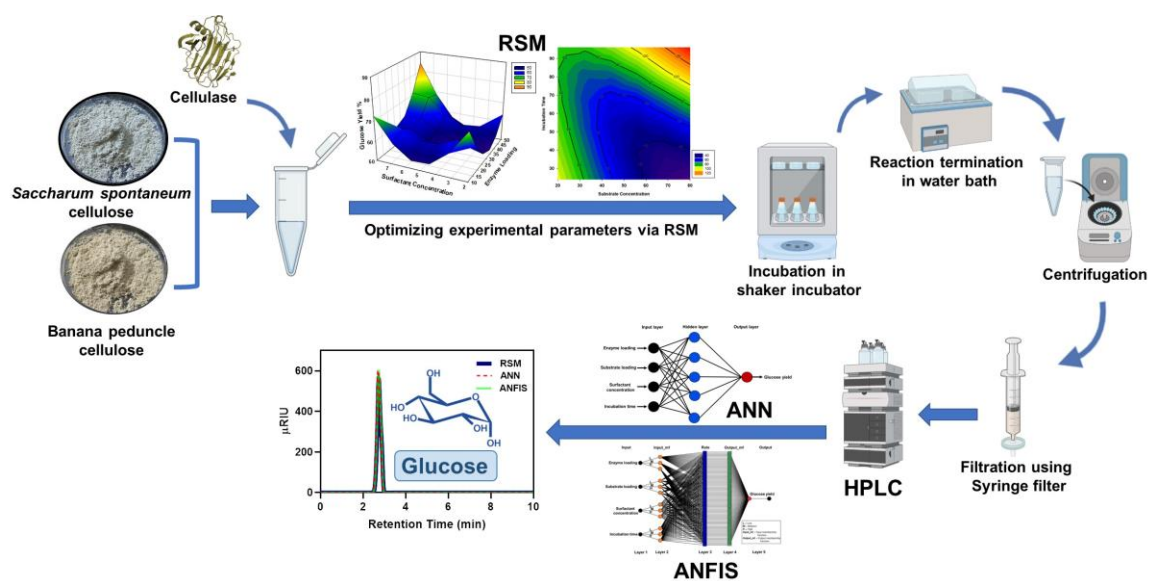 Cellulase
Saccharum spontaneum
cellulose
Banana peduncle
cellulose
RSM
Glucose Yield %
Surfactant Concentration
Enzyme Loading
Incubation Time
Substrate Concentration
Optimizing experimental parameters via RSM
Incubation in
shaker incubator
Reaction termination
in water bath
Centrifugation
Filtration using
Syringe filter
HPLC
Input layer
Hidden layer
Output layer
Enzyme loading
Substrate loading
Surfactant
concentration
Incubation time
Glucose yield
ANN
Input
Rule
Output
Enzyme loading
Substrate loading
Surfactant
concentration
Incubation time
Glucose yield
Layer 1
Layer 2
Layer 3
Layer 4
Layer 5
ANFIS
RSM
ANN
ANFIS
μRIU
600
400
200
0
0 2 4 6 8 10
Retention Time (min)
OH
HO
HO
OH
OH
Glucose